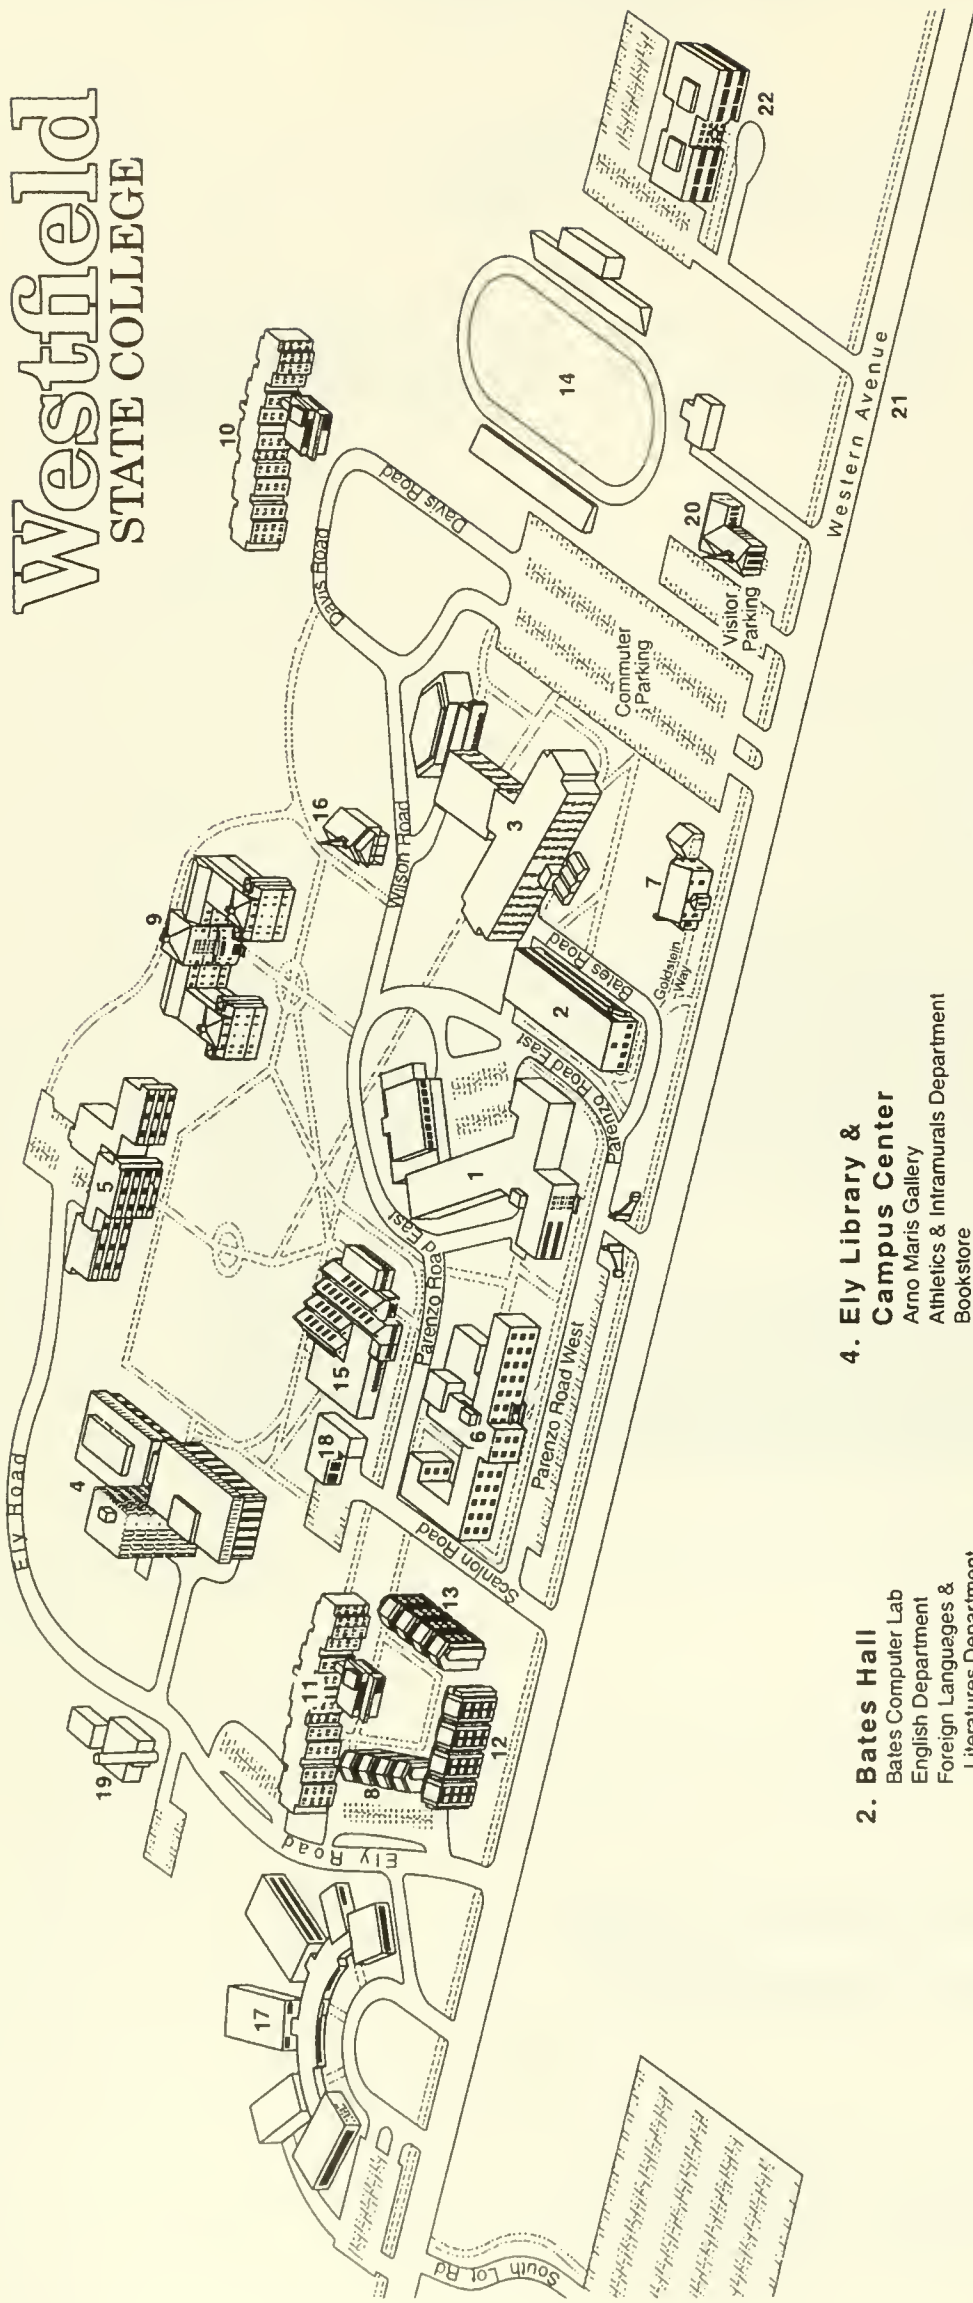 Westfield
STATE COLLEGE
Ely Road
19
4
5
9
10
17
Ely Road
11
8
12
13
18
15
Scanlon Road
6
Parenzo Road East
1
Parenzo Road West
Parenzo Road East
2
Bates Road
Goldstein
Way
3
16
Wilson Road
Davis Road
Davis Road
7
Commuter
Parking
Visitor
Parking
20
14
22
Western Avenue
21
South Lot Rd
2. Bates Hall
Bates Computer Lab
English Department
Foreign Languages &
Literatures Department
4. Ely Library &
Campus Center
Arno Maris Gallery
Athletics & Intramurals Department
Bookstore